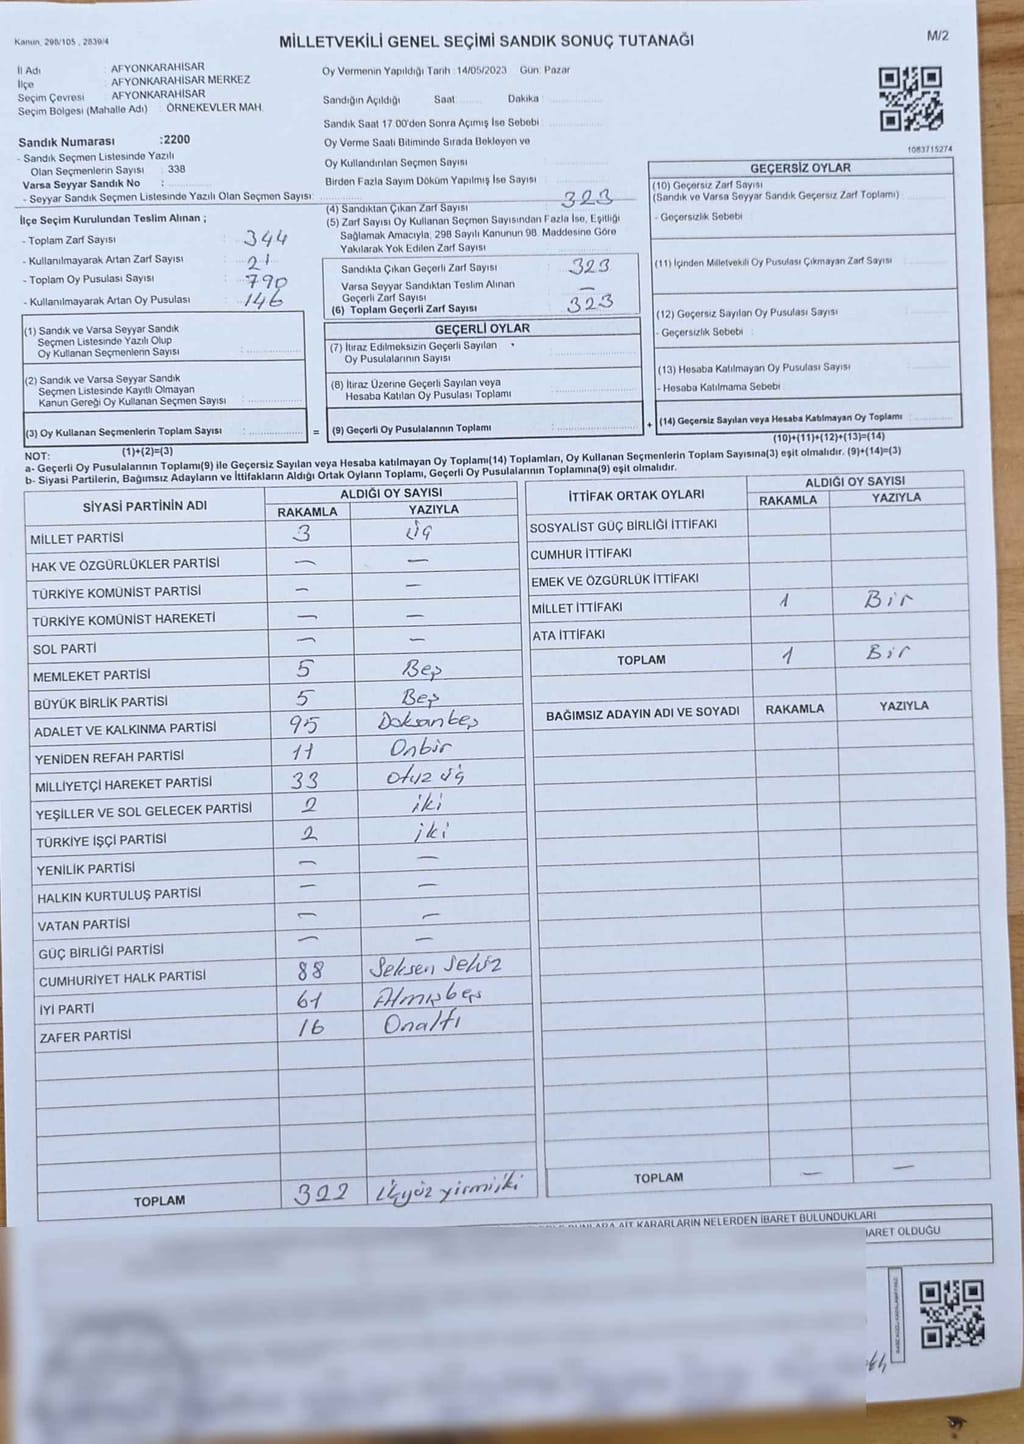 Kanun, 298/105 , 2839/4
MİLLETVEKİLİ GENEL SEÇİMİ SANDIK SONUÇ TUTANAĞI
M/2
İl Adı : AFYONKARAHİSAR
İlçe : AFYONKARAHİSAR MERKEZ
Seçim Çevresi : AFYONKARAHİSAR
Seçim Bölgesi (Mahalle Adı) : ÖRNEKEVLER MAH.
Sandık Numarası :2200
- Sandık Seçmen Listesinde Yazılı
Olan Seçmenlerin Sayısı : 338
Varsa Seyyar Sandık No :
- Seyyar Sandık Seçmen Listesinde Yazılı Olan Seçmen Sayısı:
Oy Vermenin Yapıldığı Tarih :14/05/2023 Gün: Pazar
Sandığın Açıldığı Saat Dakika
Sandık Saat 17.00'den Sonra Açımış İse Sebebi :
Oy Verme Saati Bitiminde Sırada Bekleyen ve
Oy Kullandırılan Seçmen Sayısı
Birden Fazla Sayım Döküm Yapılmış İse Sayısı :
1083715274
İlçe Seçim Kurulundan Teslim Alınan ;
- Toplam Zarf Sayısı : 344
- Kullanılmayarak Artan Zarf Sayısı : 21
- Toplam Oy Pusulası Sayısı : 790
- Kullanılmayarak Artan Oy Pusulası : 146
(4) Sandıktan Çıkan Zarf Sayısı : 323
(5) Zarf Sayısı Oy Kullanan Seçmen Sayısından Fazla İse, Eşitliği
Sağlamak Amacıyla, 298 Sayılı Kanunun 98. Maddesine Göre
Yakılarak Yok Edilen Zarf Sayısı
Sandıkta Çıkan Geçerli Zarf Sayısı : 323
Varsa Seyyar Sandıktan Teslim Alınan
Geçerli Zarf Sayısı : —
(6) Toplam Geçerli Zarf Sayısı : 323
GEÇERSİZ OYLAR
(10) Geçersiz Zarf Sayısı
(Sandık ve Varsa Seyyar Sandık Geçersiz Zarf Toplamı) :
- Geçersizlik Sebebi :
(11) İçinden Milletvekili Oy Pusulası Çıkmayan Zarf Sayısı
(12) Geçersiz Sayılan Oy Pusulası Sayısı :
- Geçersizlik Sebebi :
(13) Hesaba Katılmayan Oy Pusulası Sayısı :
- Hesaba Katılmama Sebebi :
(14) Geçersiz Sayılan veya Hesaba Katılmayan Oy Toplamı :
(10)+(11)+(12)+(13)=(14)
(1) Sandık ve Varsa Seyyar Sandık
Seçmen Listesinde Yazılı Olup
Oy Kullanan Seçmenlerin Sayısı :
(2) Sandık ve Varsa Seyyar Sandık
Seçmen Listesinde Kayıtlı Olmayan
Kanun Gereği Oy Kullanan Seçmen Sayısı :
(3) Oy Kullanan Seçmenlerin Toplam Sayısı :
(1)+(2)=(3)
GEÇERLİ OYLAR
(7) İtiraz Edilmeksizin Geçerli Sayılan
Oy Pusulalarının Sayısı :
(8) İtiraz Üzerine Geçerli Sayılan veya
Hesaba Katılan Oy Pusulası Toplamı :
= (9) Geçerli Oy Pusulalarının Toplamı : +
NOT:
a- Geçerli Oy Pusulalarının Toplamı(9) ile Geçersiz Sayılan veya Hesaba katılmayan Oy Toplamı(14) Toplamları, Oy Kullanan Seçmenlerin Toplam Sayısına(3) eşit olmalıdır. (9)+(14)=(3)
b- Siyasi Partilerin, Bağımsız Adayların ve İttifakların Aldığı Ortak Oyların Toplamı, Geçerli Oy Pusulalarının Toplamına(9) eşit olmalıdır.
SİYASİ PARTİNİN ADI ALDIĞI OY SAYISI
RAKAMLA YAZIYLA
MİLLET PARTİSİ 3 Üç
HAK VE ÖZGÜRLÜKLER PARTİSİ — —
TÜRKİYE KOMÜNİST PARTİSİ — —
TÜRKİYE KOMÜNİST HAREKETİ — —
SOL PARTİ — —
MEMLEKET PARTİSİ 5 Beş
BÜYÜK BİRLİK PARTİSİ 5 Beş
ADALET VE KALKINMA PARTİSİ 95 Doksanbeş
YENİDEN REFAH PARTİSİ 11 Onbir
MİLLİYETÇİ HAREKET PARTİSİ 33 Otuz üç
YEŞİLLER VE SOL GELECEK PARTİSİ 2 iki
TÜRKİYE İŞÇİ PARTİSİ 2 iki
YENİLİK PARTİSİ — —
HALKIN KURTULUŞ PARTİSİ — —
VATAN PARTİSİ — —
GÜÇ BİRLİĞİ PARTİSİ — —
CUMHURİYET HALK PARTİSİ 88 Seksen Sekiz
İYİ PARTİ 61 Atmışbeş
ZAFER PARTİSİ 16 Onaltı
TOPLAM 322 Üçyüz yirmiiki
İTTİFAK ORTAK OYLARI ALDIĞI OY SAYISI
RAKAMLA YAZIYLA
SOSYALİST GÜÇ BİRLİĞİ İTTİFAKI
CUMHUR İTTİFAKI
EMEK VE ÖZGÜRLÜK İTTİFAKI
MİLLET İTTİFAKI 1 Bir
ATA İTTİFAKI
TOPLAM 1 Bir
BAĞIMSIZ ADAYIN ADI VE SOYADI RAKAMLA YAZIYLA
TOPLAM — —
KARARLARIN NELERDEN İBARET BULUNDUKLARI
BARET OLDUĞU